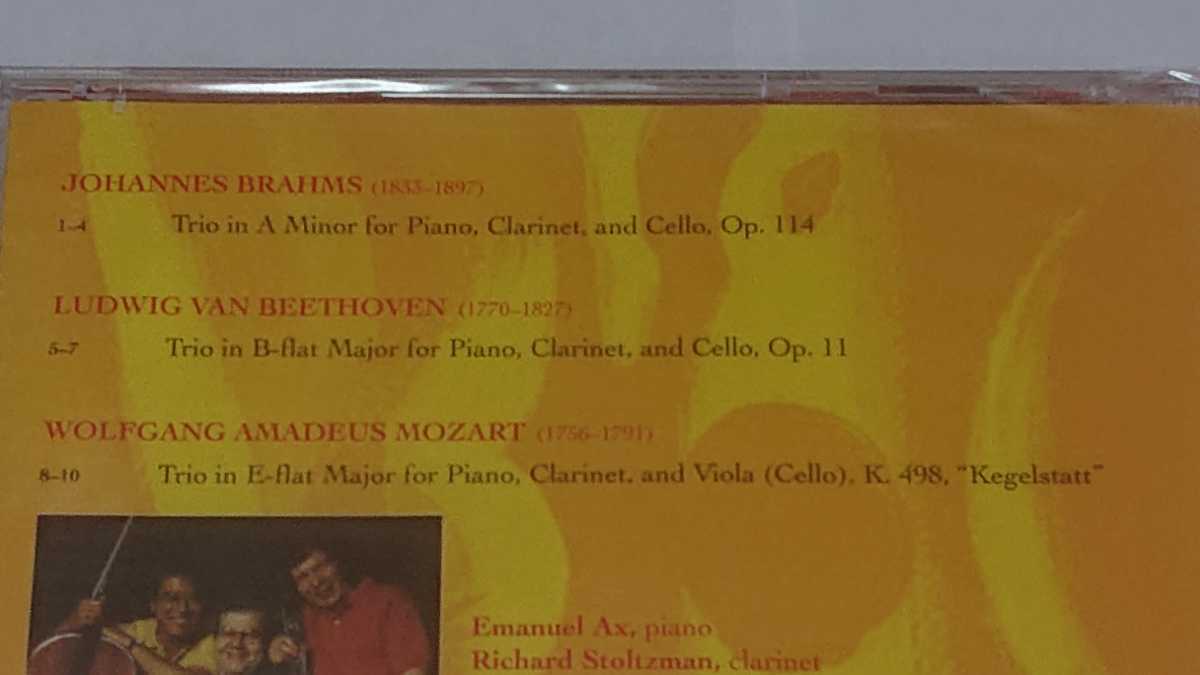 JOHANNES BRAHMS (1833–1897)
1–4 Trio in A Minor for Piano, Clarinet, and Cello, Op. 114
LUDWIG VAN BEETHOVEN (1770–1827)
5–7 Trio in B-flat Major for Piano, Clarinet, and Cello, Op. 11
WOLFGANG AMADEUS MOZART (1756–1791)
8–10 Trio in E-flat Major for Piano, Clarinet, and Viola (Cello), K. 498, "Kegelstatt"
Emanuel Ax, piano
Richard Stoltzman, clarinet